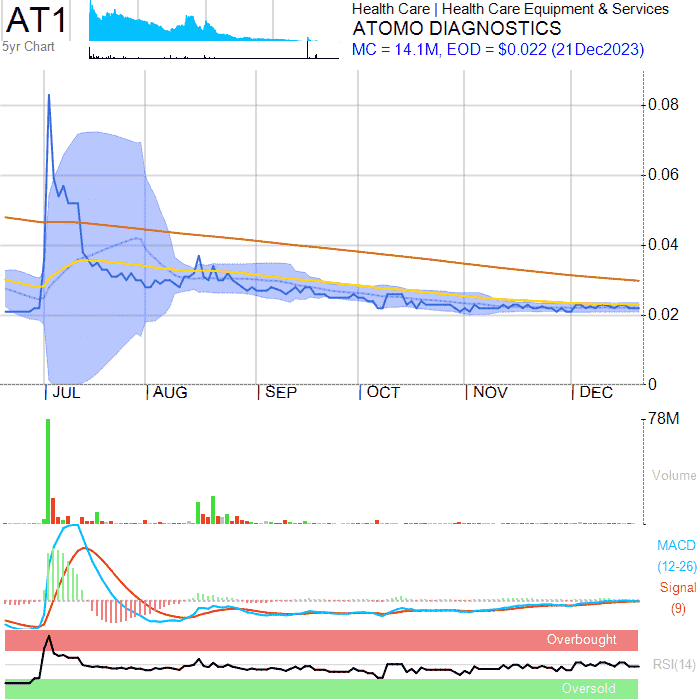 AT1
5yr Chart
Health Care | Health Care Equipment & Services
ATOMO DIAGNOSTICS
MC = 14.1M, EOD = $0.022 (21Dec2023)
0.08
0.06
0.04
0.02
0
JUL AUG SEP OCT NOV DEC
78M
Volume
MACD
(12-26)
Signal
(9)
Overbought
RSI(14)
Oversold